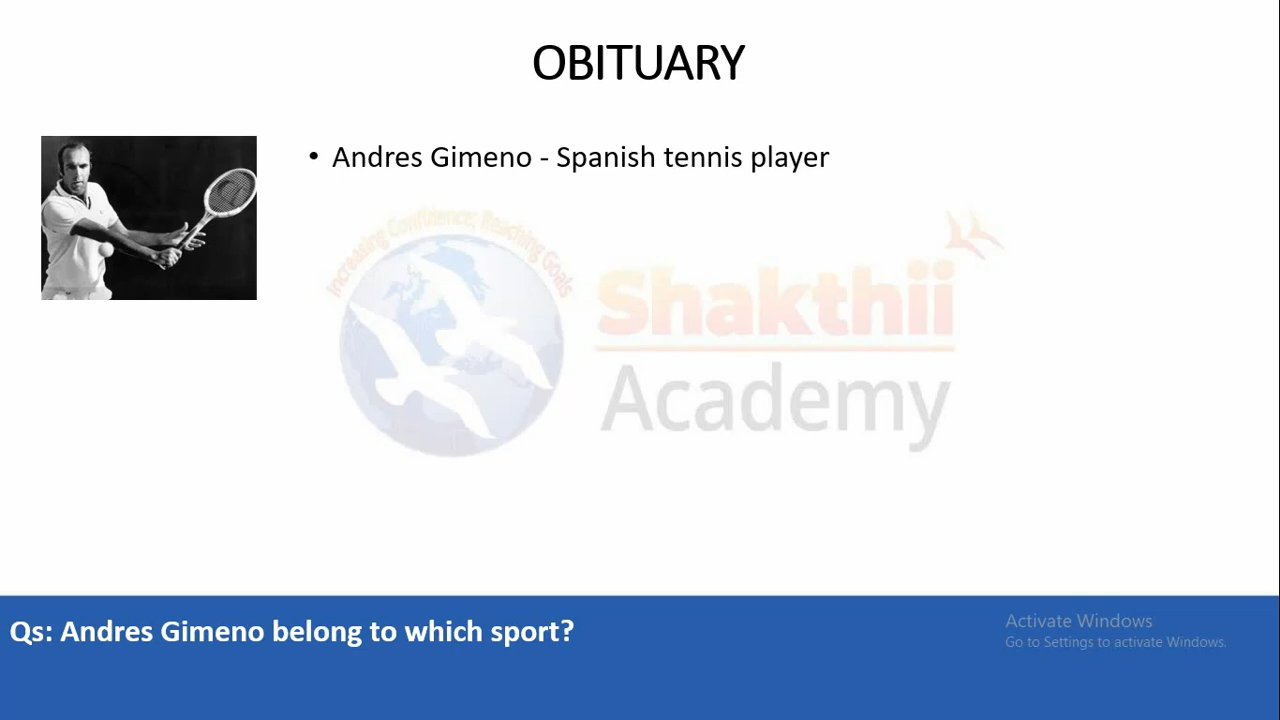 OBITUARY
• Andres Gimeno - Spanish tennis player
Increasing Confidence; Reaching Goals
Shakthii
Academy
Qs: Andres Gimeno belong to which sport?
Activate Windows
Go to Settings to activate Windows.